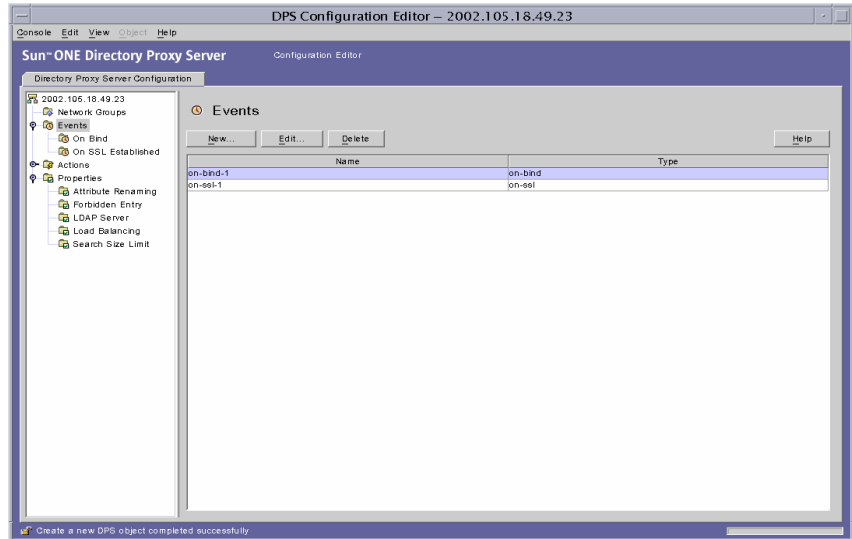 DPS Configuration Editor – 2002.105.18.49.23
Console Edit View Object Help
Sun™ ONE Directory Proxy Server Configuration Editor
Directory Proxy Server Configuration
2002.105.18.49.23
Network Groups
Events
On Bind
On SSL Established
Actions
Properties
Attribute Renaming
Forbidden Entry
LDAP Server
Load Balancing
Search Size Limit
Events
New... Edit... Delete Help
Name Type
on-bind-1 on-bind
on-ssl-1 on-ssl
Create a new DPS object completed successfully